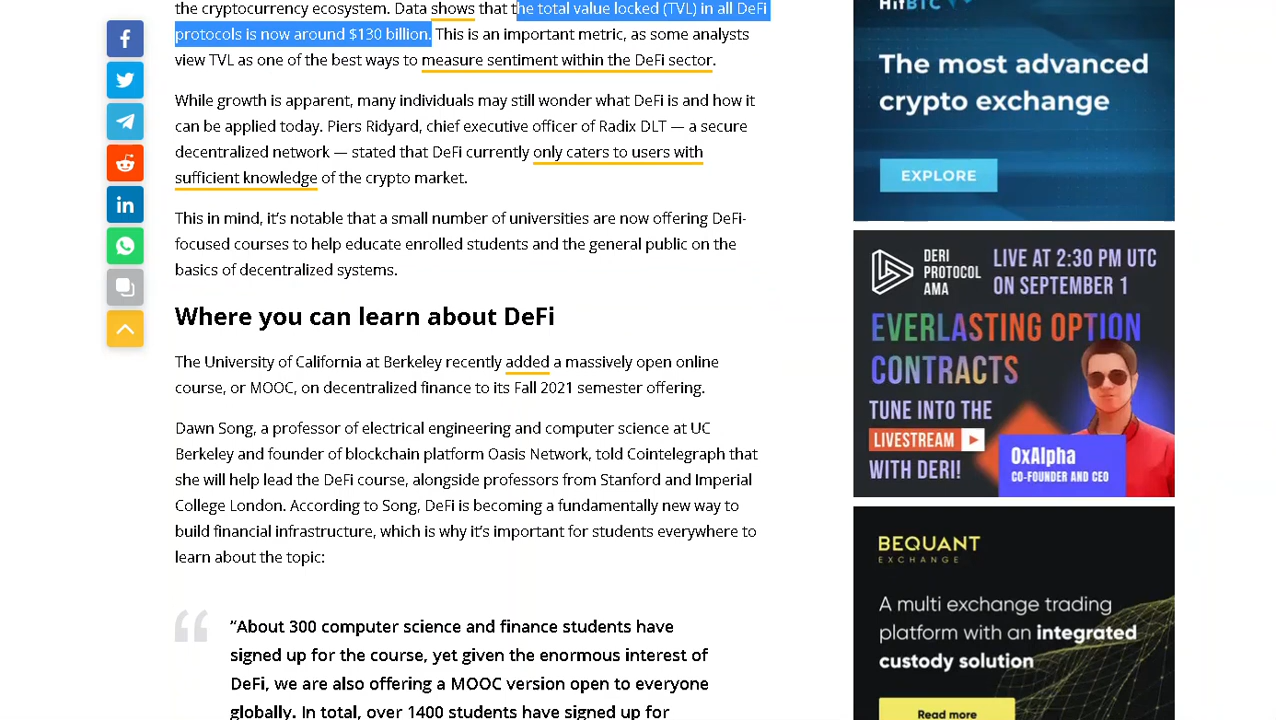 the cryptocurrency ecosystem. Data shows that the total value locked (TVL) in all DeFi
protocols is now around $130 billion. This is an important metric, as some analysts
view TVL as one of the best ways to measure sentiment within the DeFi sector.
While growth is apparent, many individuals may still wonder what DeFi is and how it
can be applied today. Piers Ridyard, chief executive officer of Radix DLT — a secure
decentralized network — stated that DeFi currently only caters to users with
sufficient knowledge of the crypto market.
This in mind, it’s notable that a small number of universities are now offering DeFi-
focused courses to help educate enrolled students and the general public on the
basics of decentralized systems.
Where you can learn about DeFi
The University of California at Berkeley recently added a massively open online
course, or MOOC, on decentralized finance to its Fall 2021 semester offering.
Dawn Song, a professor of electrical engineering and computer science at UC
Berkeley and founder of blockchain platform Oasis Network, told Cointelegraph that
she will help lead the DeFi course, alongside professors from Stanford and Imperial
College London. According to Song, DeFi is becoming a fundamentally new way to
build financial infrastructure, which is why it’s important for students everywhere to
learn about the topic:
“About 300 computer science and finance students have
signed up for the course, yet given the enormous interest of
DeFi, we are also offering a MOOC version open to everyone
globally. In total, over 1400 students have signed up for
HitBTC
The most advanced
crypto exchange
EXPLORE
DERI
PROTOCOL
AMA
LIVE AT 2:30 PM UTC
ON SEPTEMBER 1
EVERLASTING OPTION
CONTRACTS
TUNE INTO THE
LIVESTREAM
WITH DERI!
0xAlpha
CO-FOUNDER AND CEO
BEQUANT
EXCHANGE
A multi exchange trading
platform with an integrated
custody solution
Read more